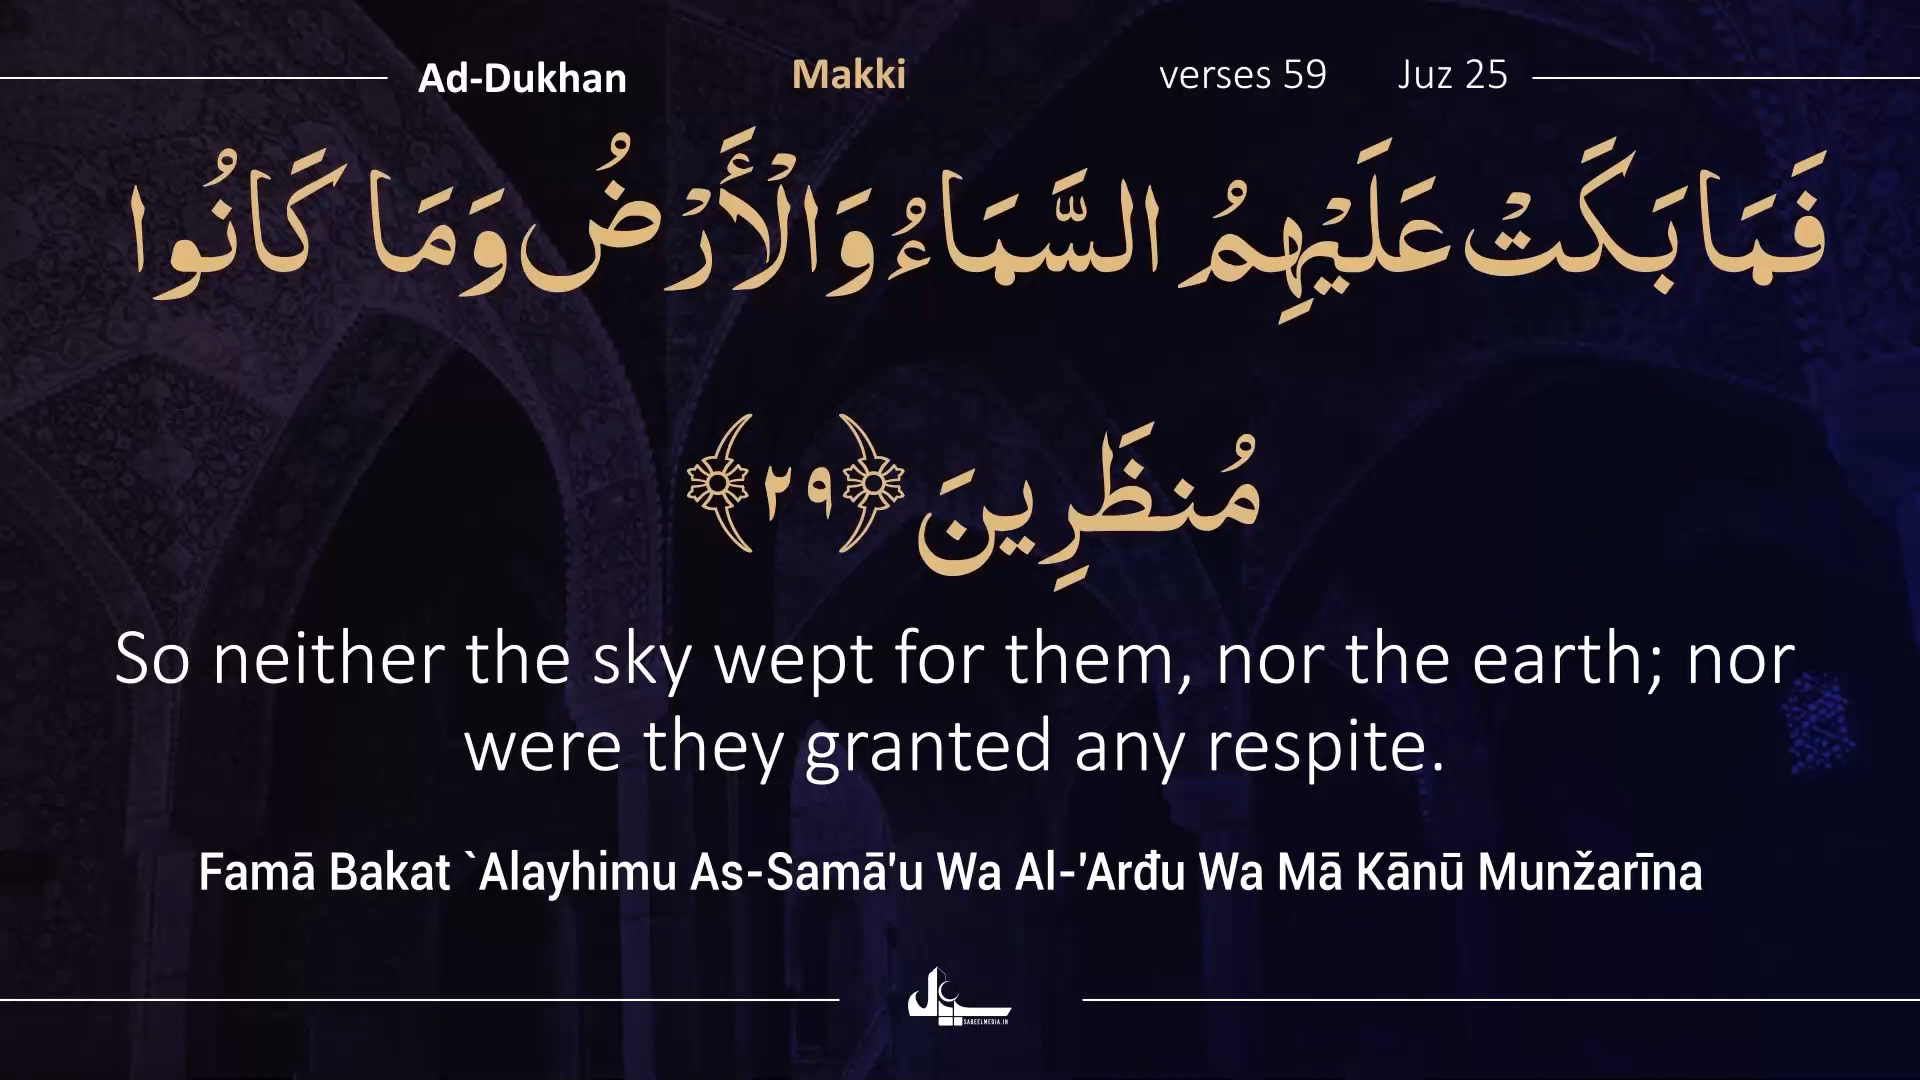 Ad-Dukhan Makki verses 59 Juz 25
فَمَا بَكَتْ عَلَيْهِمُ السَّمَاءُ وَالْأَرْضُ وَمَا كَانُوا
مُنظَرِينَ ﴿٢٩﴾
So neither the sky wept for them, nor the earth; nor
were they granted any respite.
Famā Bakat `Alayhimu As-Samā'u Wa Al-'Arđu Wa Mā Kānū Munžarīna
SABEELMEDIA.IN